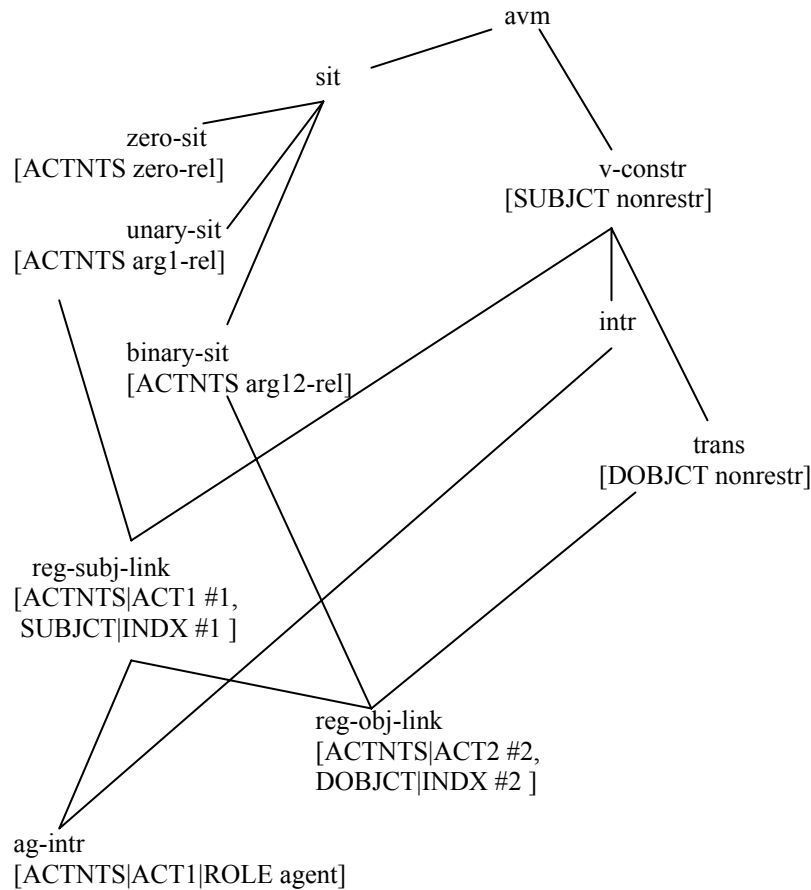 avm
sit
zero-sit
[ACTNTS zero-rel]
v-constr
[SUBJCT nonrestr]
unary-sit
[ACTNTS arg1-rel]
intr
binary-sit
[ACTNTS arg12-rel]
trans
[DOBJCT nonrestr]
reg-subj-link
[ACTNTS|ACT1 #1,
SUBJCT|INDX #1 ]
reg-obj-link
[ACTNTS|ACT2 #2,
DOBJCT|INDX #2 ]
ag-intr
[ACTNTS|ACT1|ROLE agent]